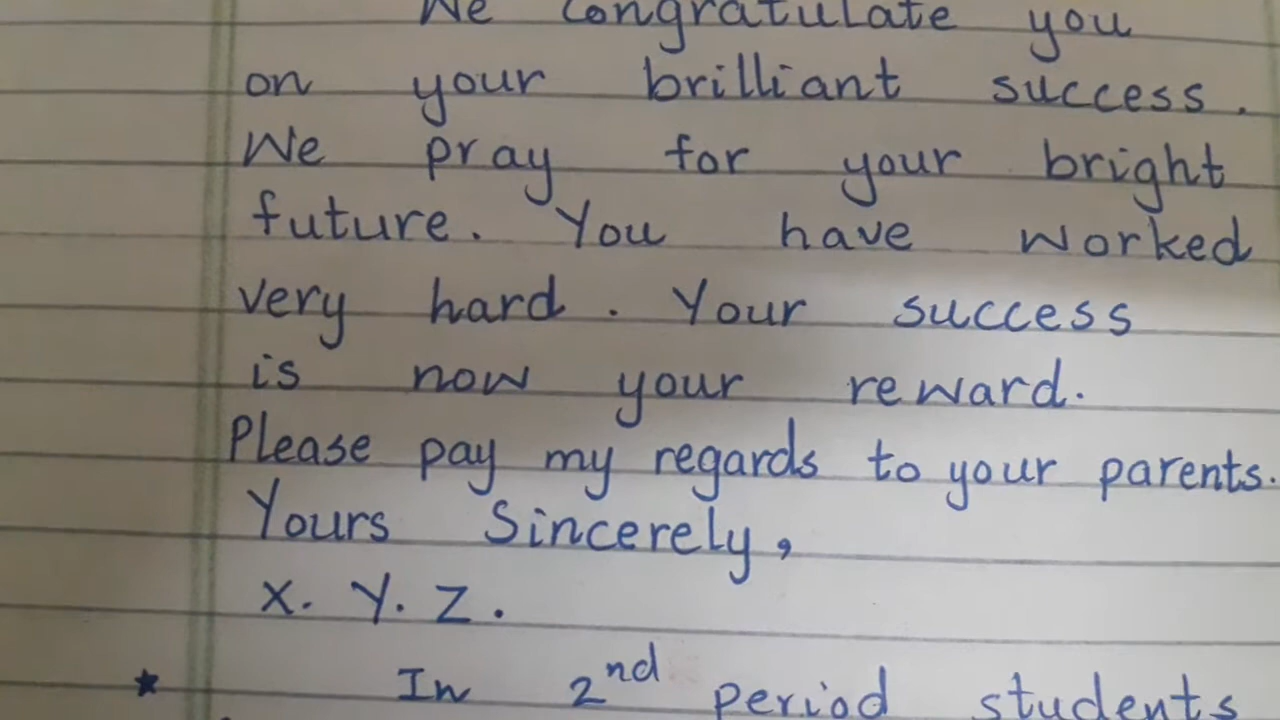 We Congratulate you
on your brilliant success.
We pray for your bright
future. You have worked
very hard. Your success
is now your reward.
Please pay my regards to your parents.
Yours Sincerely,
X. Y. Z.
★ In 2nd period students